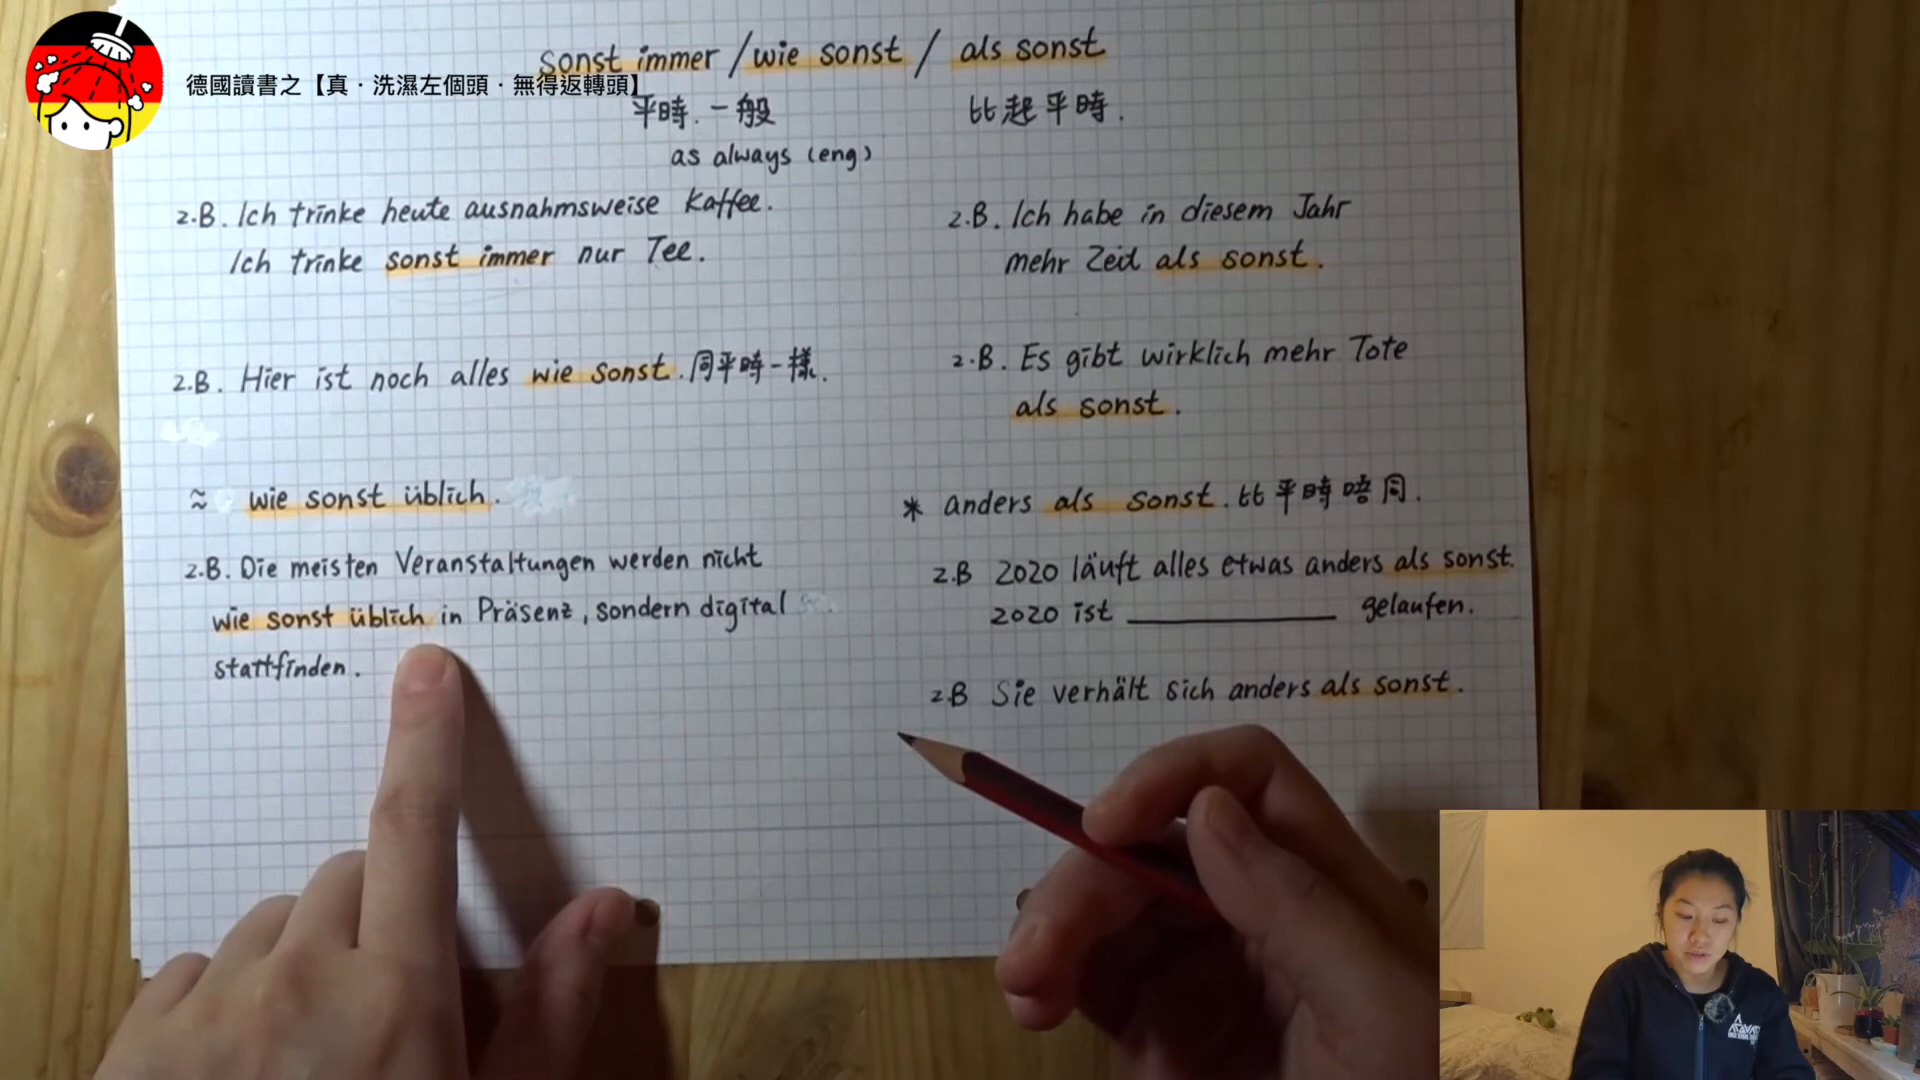 德國讀書之【真．洗濕左個頭．無得返轉頭】
sonst immer / wie sonst / als sonst
平時.一般
as always (eng)
z.B. Ich trinke heute ausnahmsweise Kaffee.
Ich trinke sonst immer nur Tee.
z.B. Hier ist noch alles wie sonst.同平時一樣.
≈ wie sonst üblich.
z.B. Die meisten Veranstaltungen werden nicht
wie sonst üblich in Präsenz, sondern digital
stattfinden.
比起平時.
z.B. Ich habe in diesem Jahr
mehr Zeit als sonst.
z.B. Es gibt wirklich mehr Tote
als sonst.
* anders als sonst.比平時唔同.
z.B 2020 läuft alles etwas anders als sonst.
2020 ist ____________ gelaufen.
z.B Sie verhält sich anders als sonst.